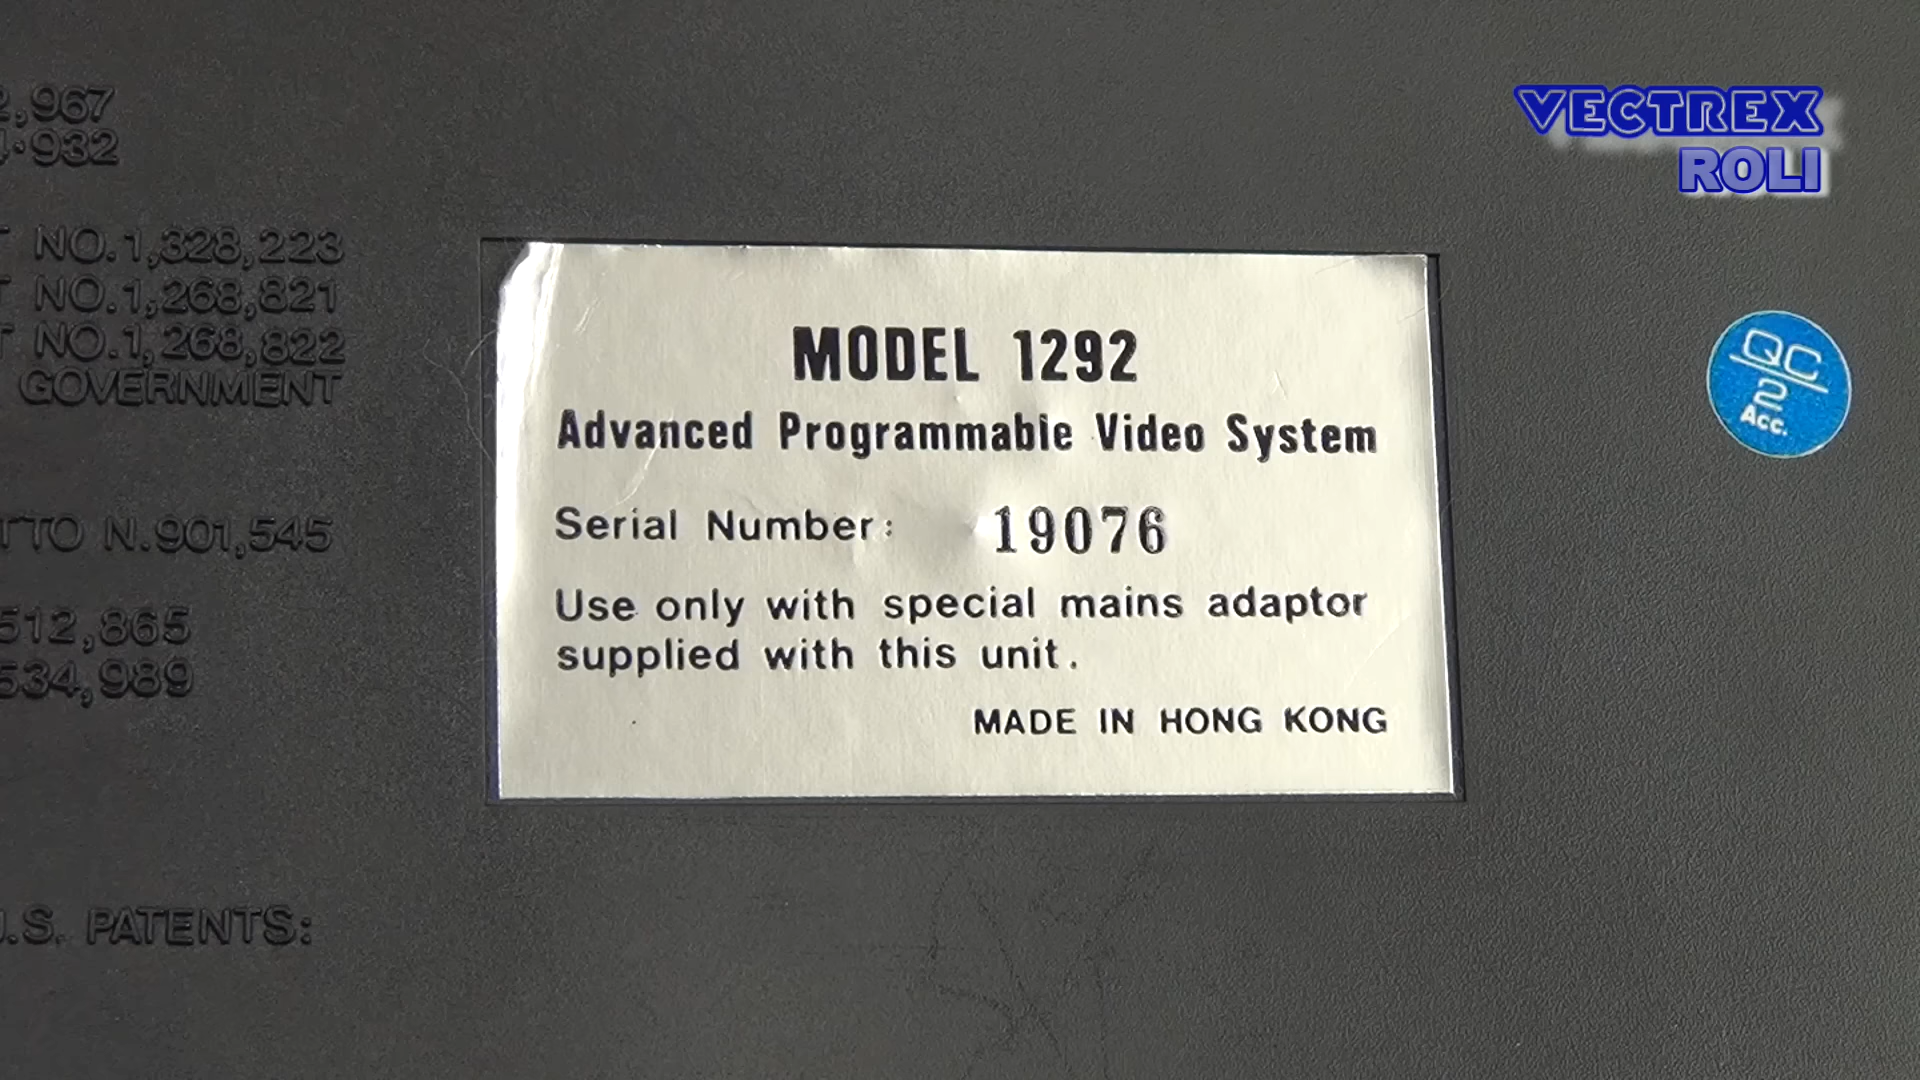 2,967
4·932
NO.1,328,223
NO.1,268,821
NO.1,268,822
GOVERNMENT
TTO N.901,545
512,865
534,989
U.S. PATENTS:
MODEL 1292
Advanced Programmable Video System
Serial Number: 19076
Use only with special mains adaptor
supplied with this unit.
MADE IN HONG KONG
VECTREX
ROLI
QC
2
Acc.